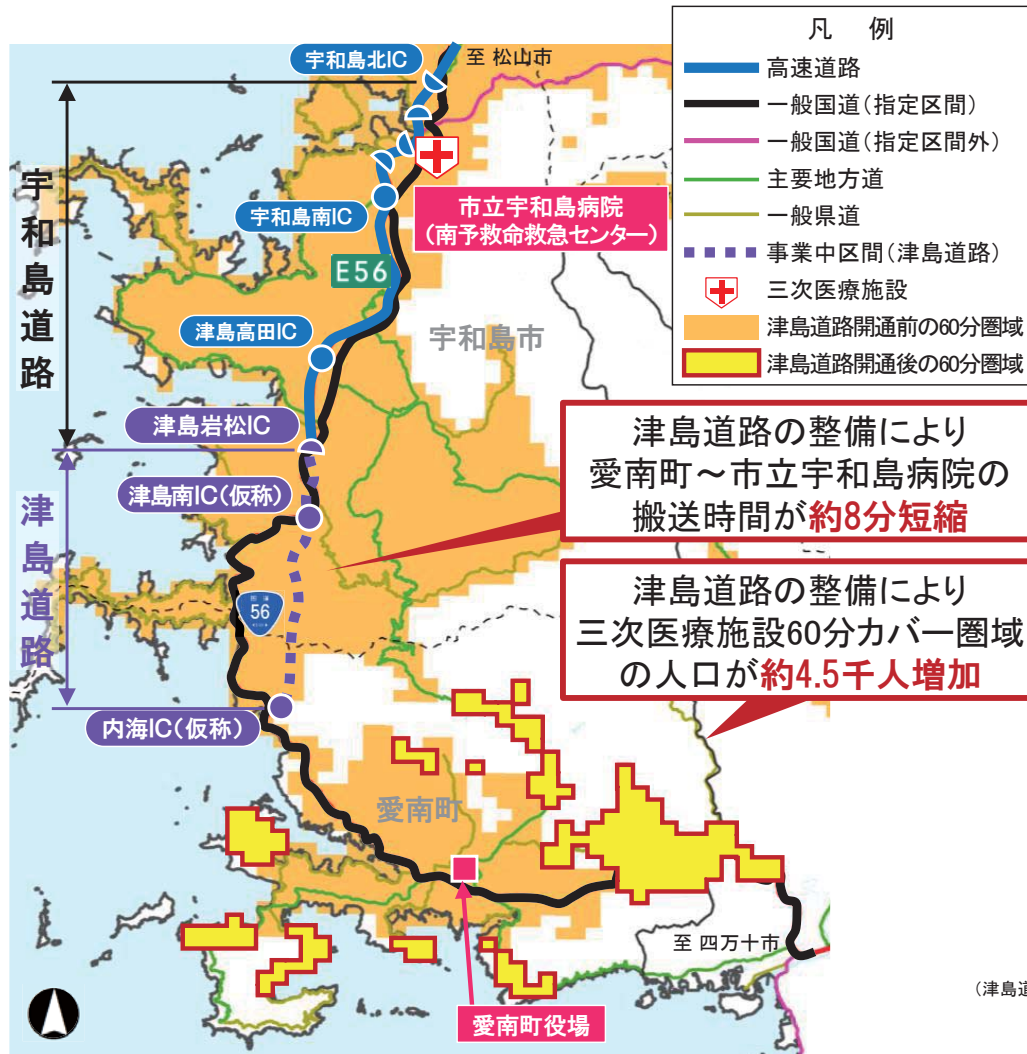 宇和島北IC
至 松山市
凡 例
高速道路
一般国道(指定区間)
一般国道(指定区間外)
主要地方道
一般県道
事業中区間(津島道路)
三次医療施設
津島道路開通前の60分圏域
津島道路開通後の60分圏域
宇和島道路
宇和島南IC
市立宇和島病院
(南予救命救急センター)
E56
津島高田IC
宇和島市
津島岩松IC
津島道路の整備により
愛南町~市立宇和島病院の
搬送時間が約8分短縮
津島南IC(仮称)
津島道路
56
津島道路の整備により
三次医療施設60分カバー圏域
の人口が約4.5千人増加
内海IC(仮称)
愛南町
至 四万十市
(津島道
愛南町役場